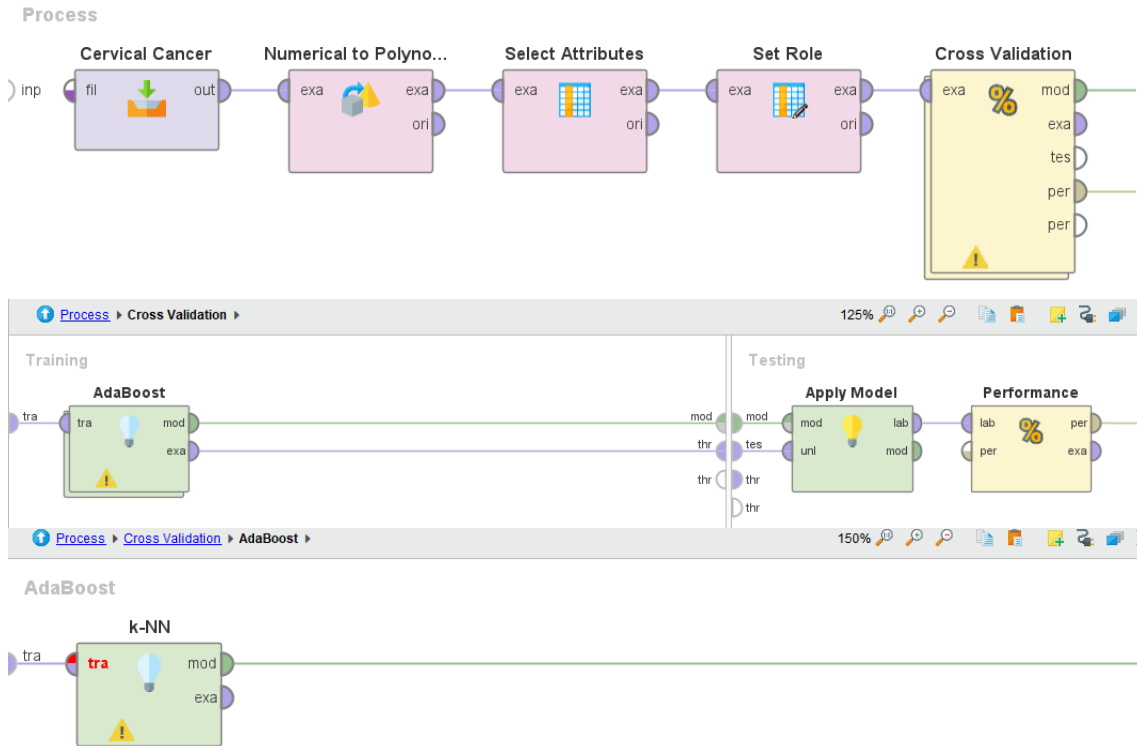 Process
Cervical Cancer
Numerical to Polyno...
Select Attributes
Set Role
Cross Validation
inp
fil
out
exa
exa
ori
exa
exa
ori
exa
exa
ori
exa
mod
exa
tes
per
per
Process Cross Validation
125%
Training
Testing
AdaBoost
Apply Model
Performance
tra
tra
mod
exa
mod
thr
thr
mod
tes
thr
thr
mod
unl
lab
mod
lab
per
per
exa
Process Cross Validation AdaBoost
150%
AdaBoost
k-NN
tra
tra
mod
exa